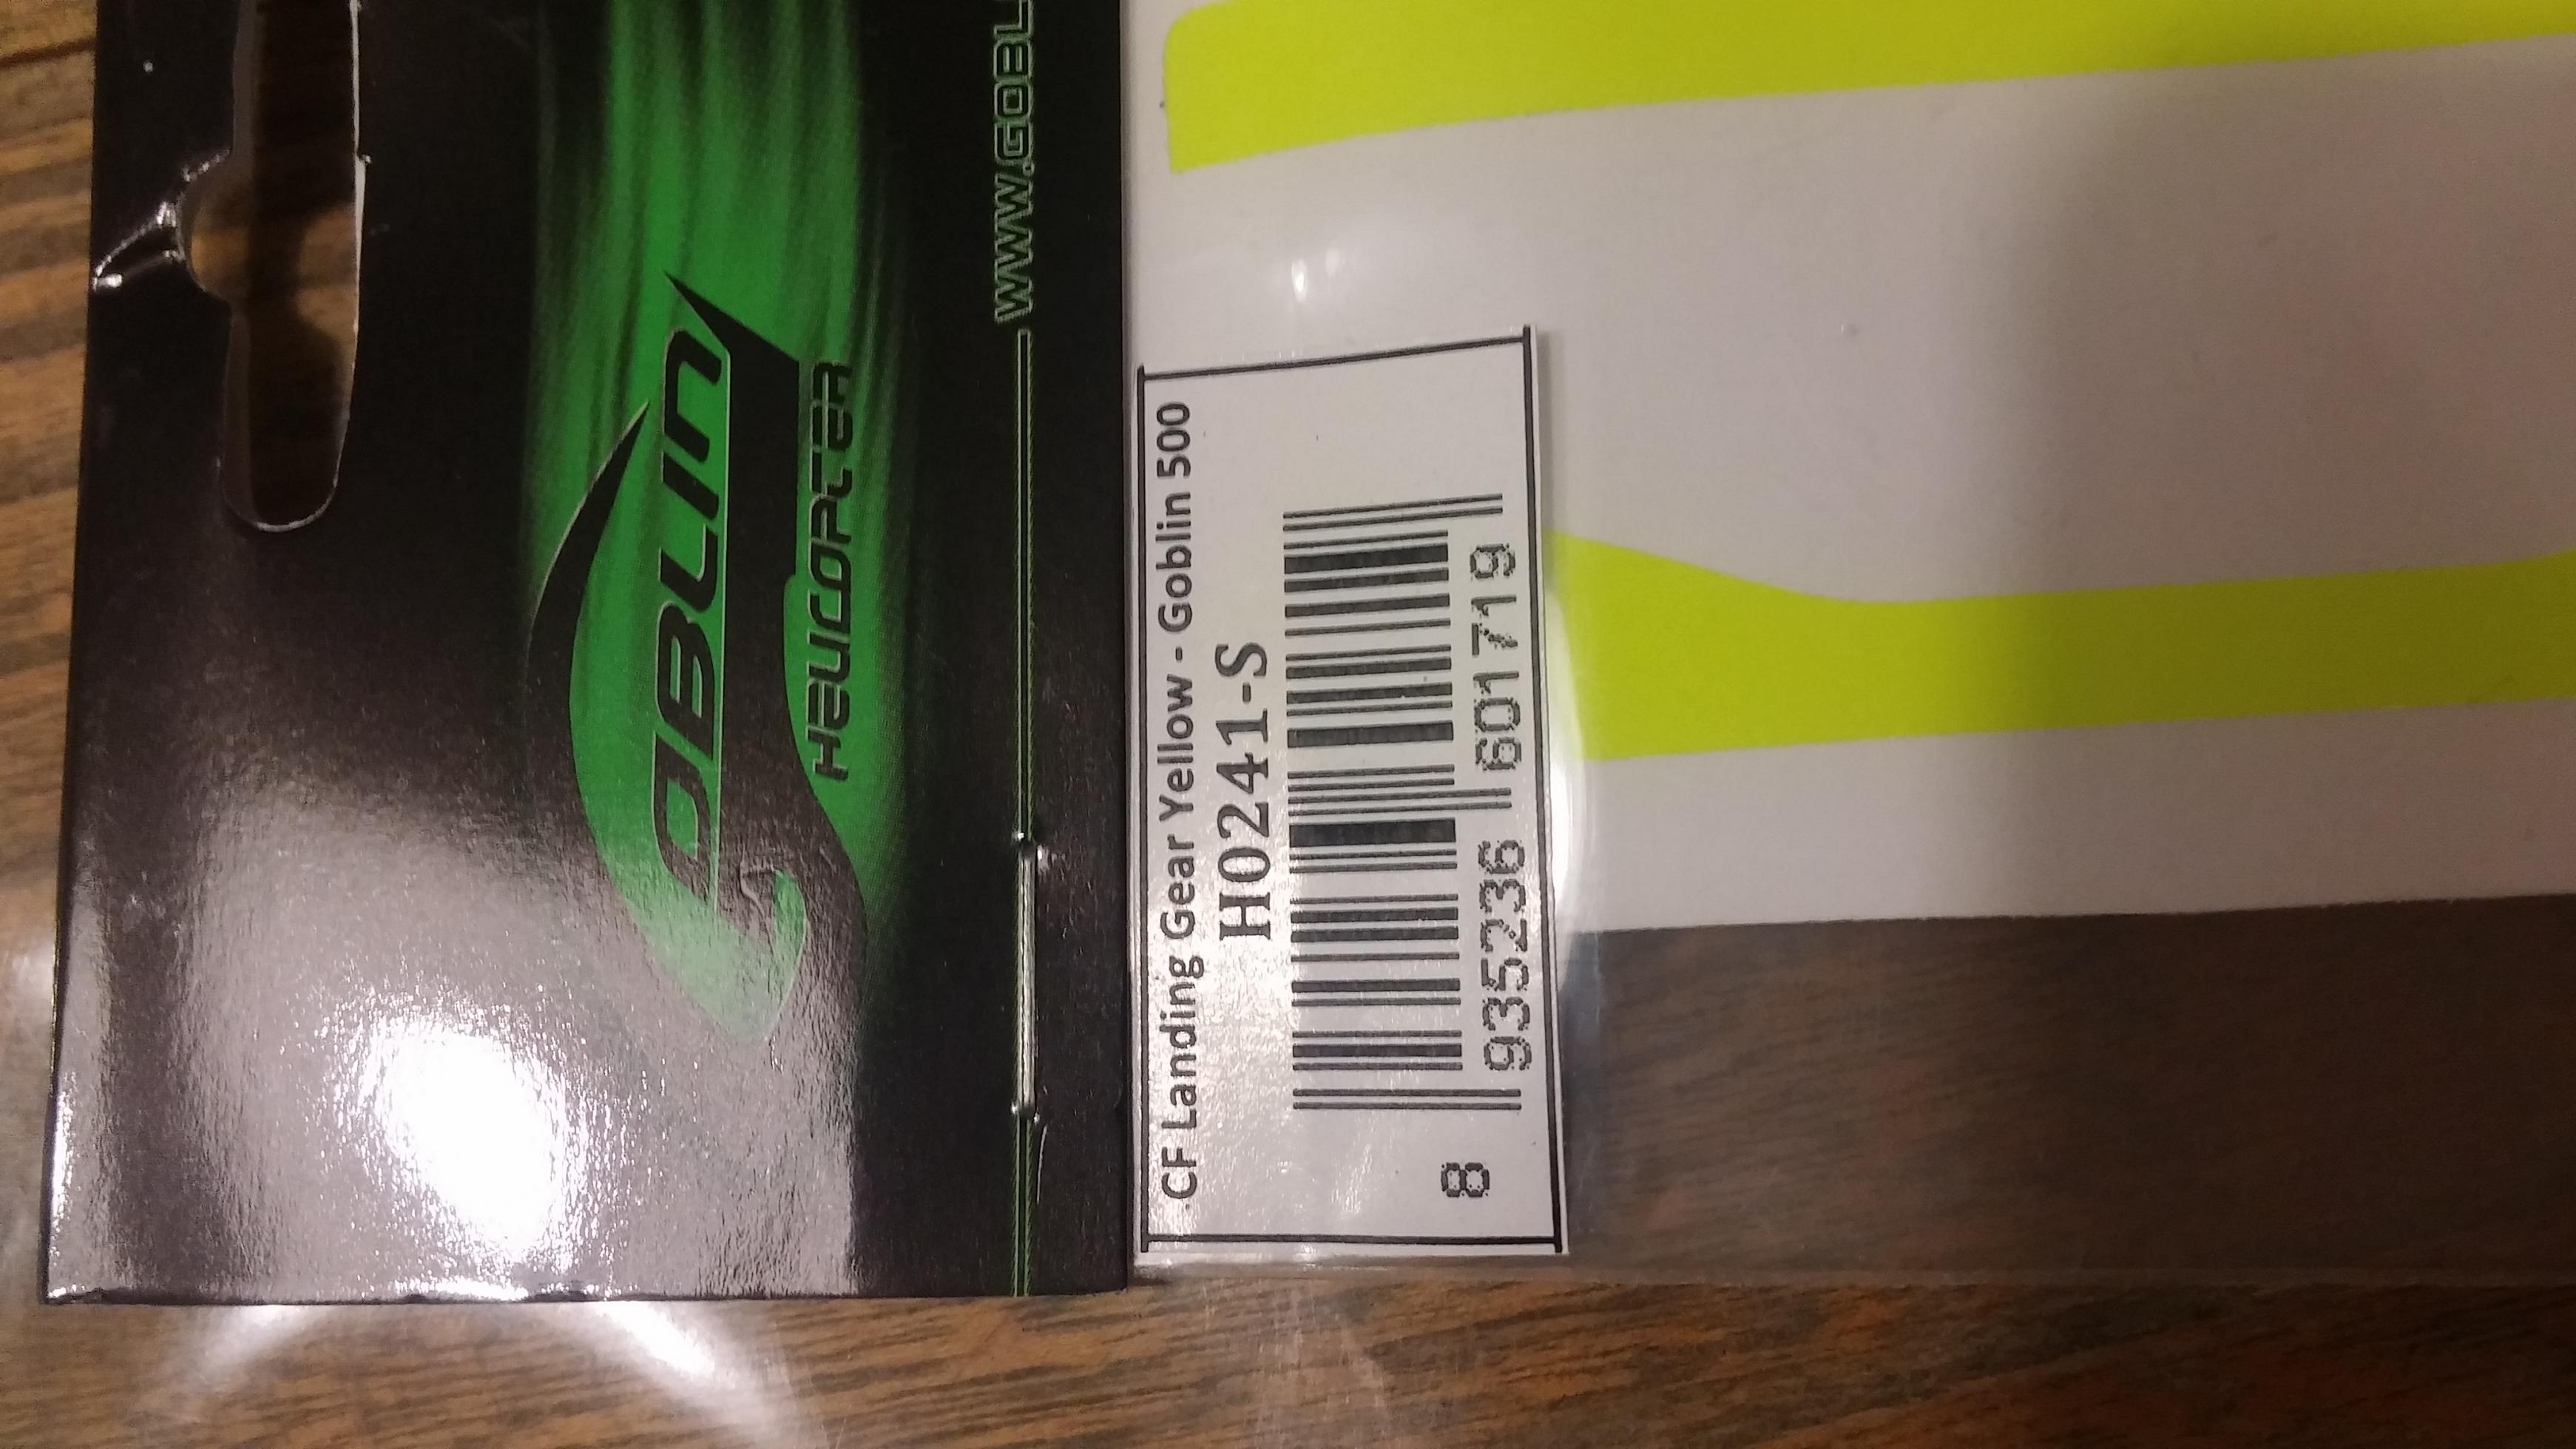 GOBLIN
HELICOPTER
WWW.GOBL
.CF Landing Gear Yellow - Goblin 500
H0241-S
8 935236 601719